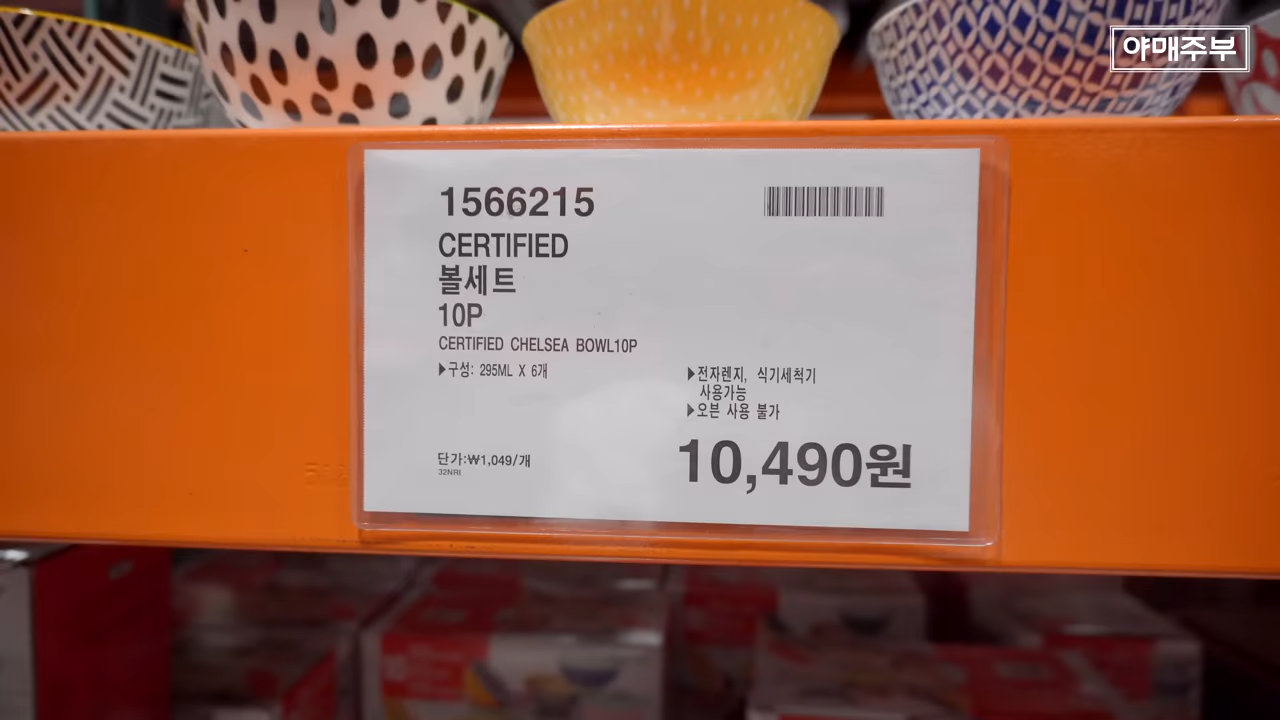 야매주부
1566215
CERTIFIED
볼세트
10P
CERTIFIED CHELSEA BOWL10P
▶구성: 295ML X 6개
▶전자렌지, 식기세척기
사용가능
▶오븐 사용 불가
단가:₩1,049/개
32NRI
10,490원